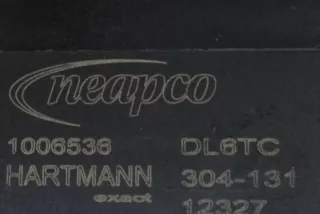 neapco
1006536 DL6TC
HARTMANN 304-131
exact 12327